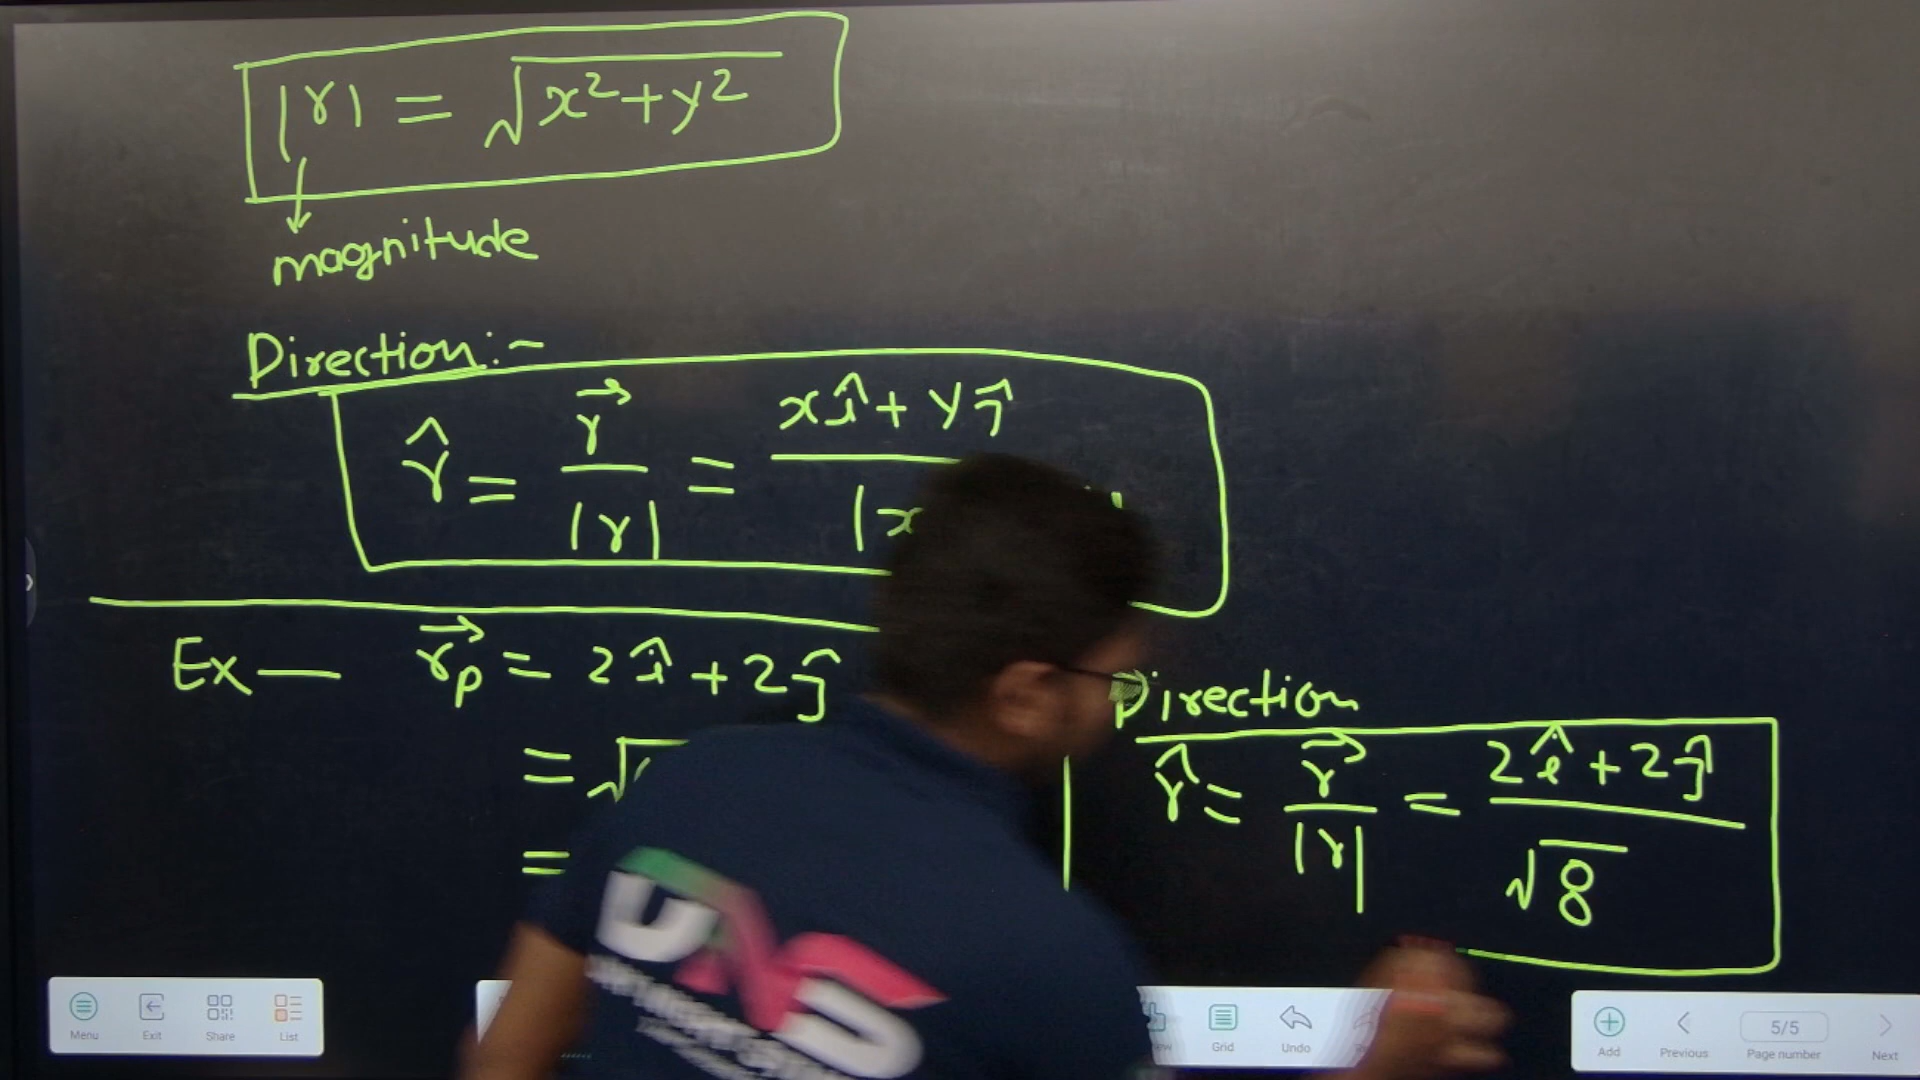 |r| = √x²+y²
magnitude
Direction:-
r̂ = r⃗ / |r| = xî + yĵ / |x
Ex — r⃗p = 2î + 2ĵ
= √(
=
Direction
r̂ = r⃗ / |r| = 2î + 2ĵ / √8
Menu Exit Share List Grid Undo Add Previous 5/5 Page number Next